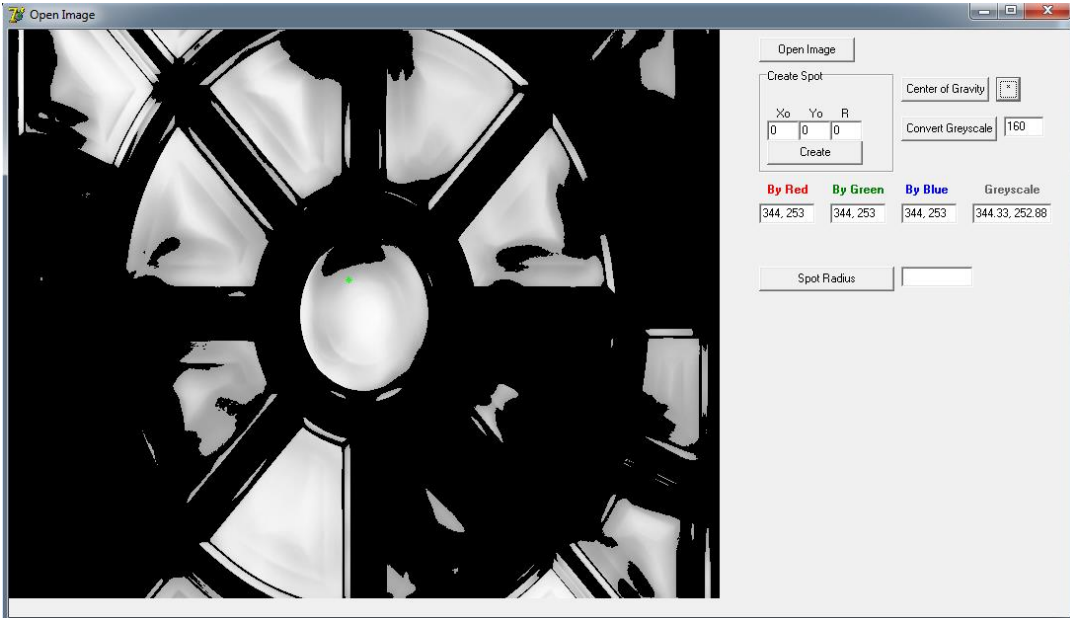 Open Image
Open Image
Create Spot
Xo Yo R
0 0 0
Create
Center of Gravity *
Convert Greyscale 160
By Red By Green By Blue Greyscale
344, 253 344, 253 344, 253 344.33, 252.88
Spot Radius